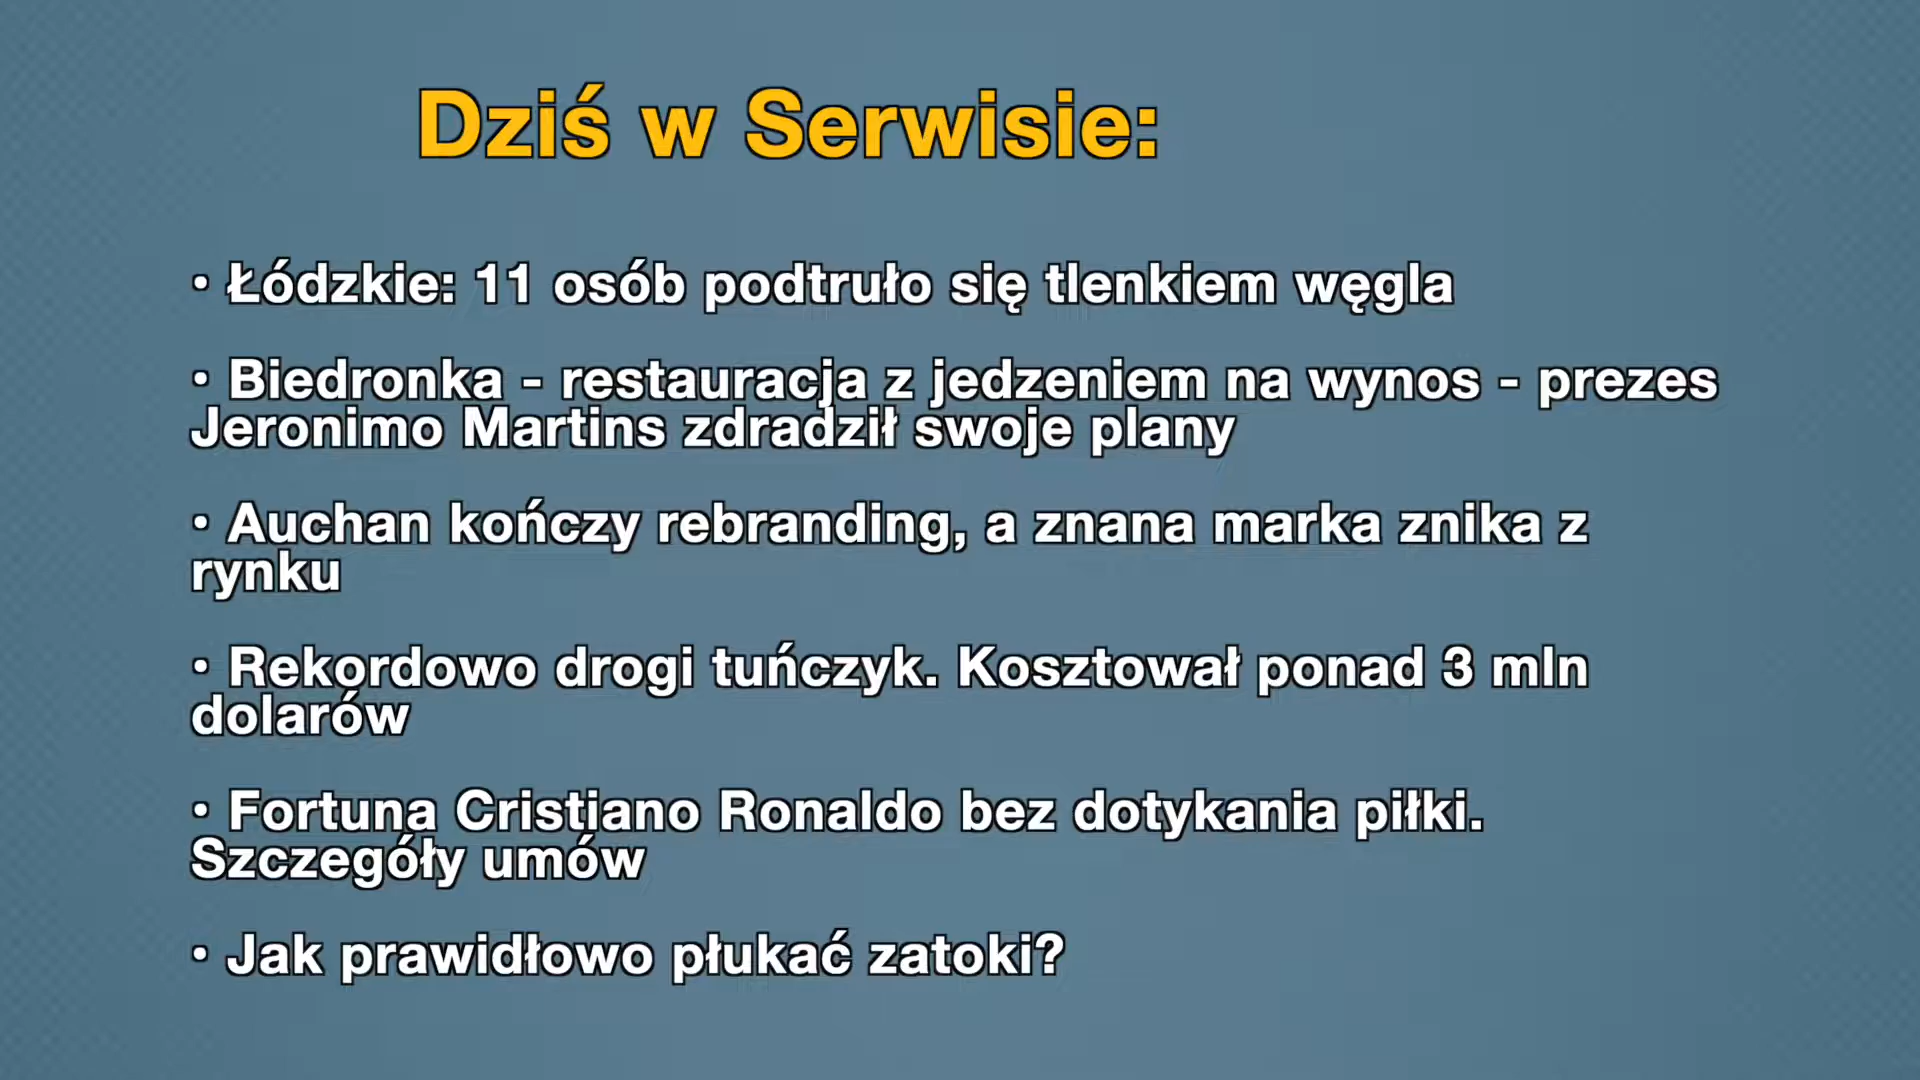 Dziś w Serwisie:
• Łódzkie: 11 osób podtruło się tlenkiem węgla
• Biedronka - restauracja z jedzeniem na wynos - prezes
Jeronimo Martins zdradził swoje plany
• Auchan kończy rebranding, a znana marka znika z
rynku
• Rekordowo drogi tuńczyk. Kosztował ponad 3 mln
dolarów
• Fortuna Cristiano Ronaldo bez dotykania piłki.
Szczegóły umów
• Jak prawidłowo płukać zatoki?